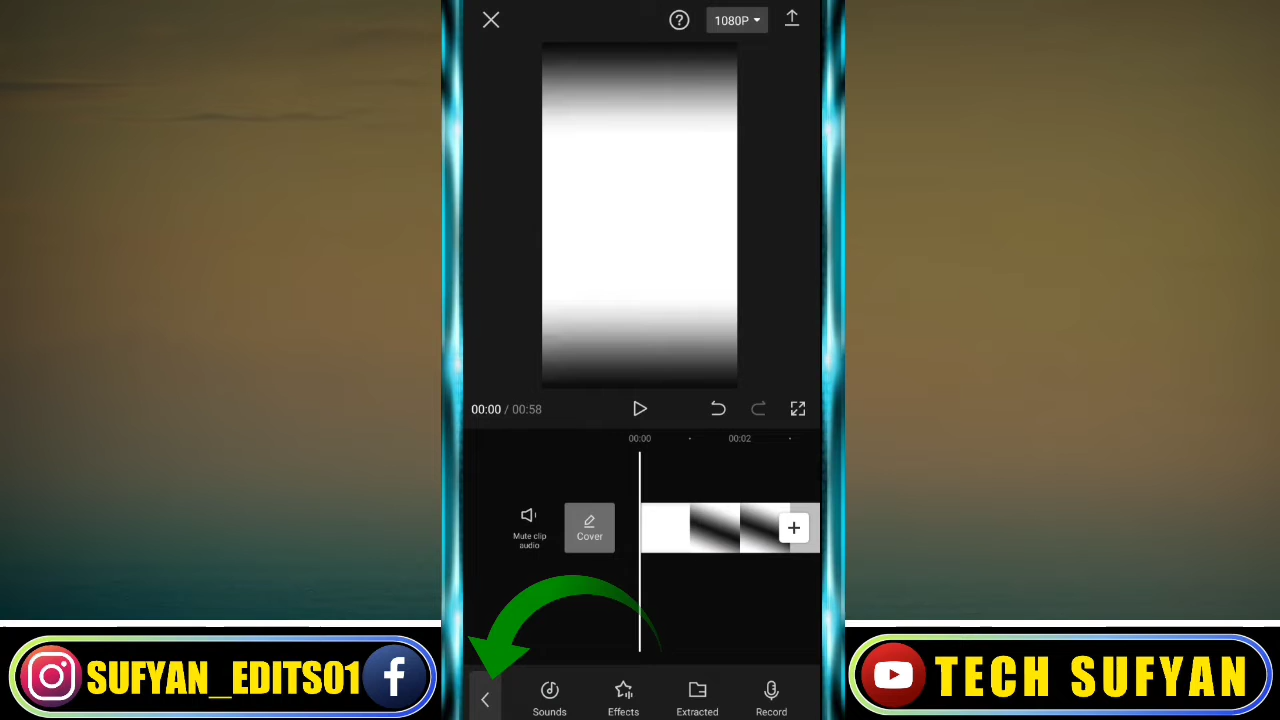 1080P
00:00 / 00:58
00:00
00:02
Mute clip
audio
Cover
Sounds
Effects
Extracted
Record
SUFYAN_EDITS01
TECH SUFYAN